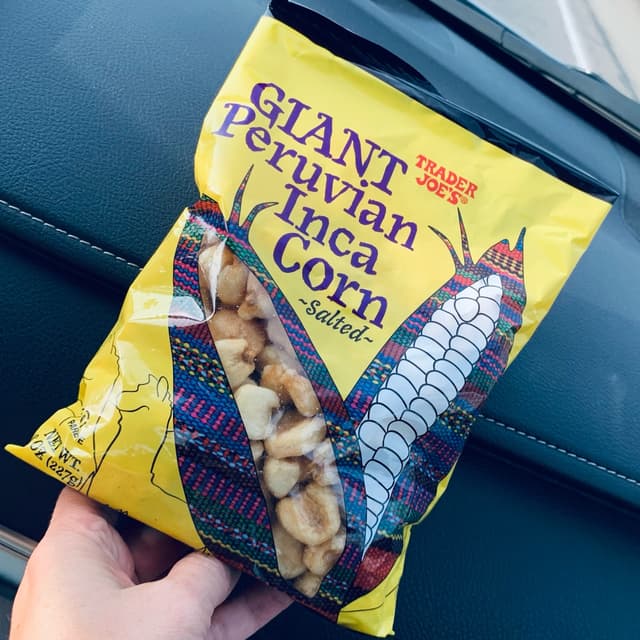 GIANT
Peruvian
Inca
Corn
~Salted~
TRADER
JOE'S®
NET WT.
(227g)